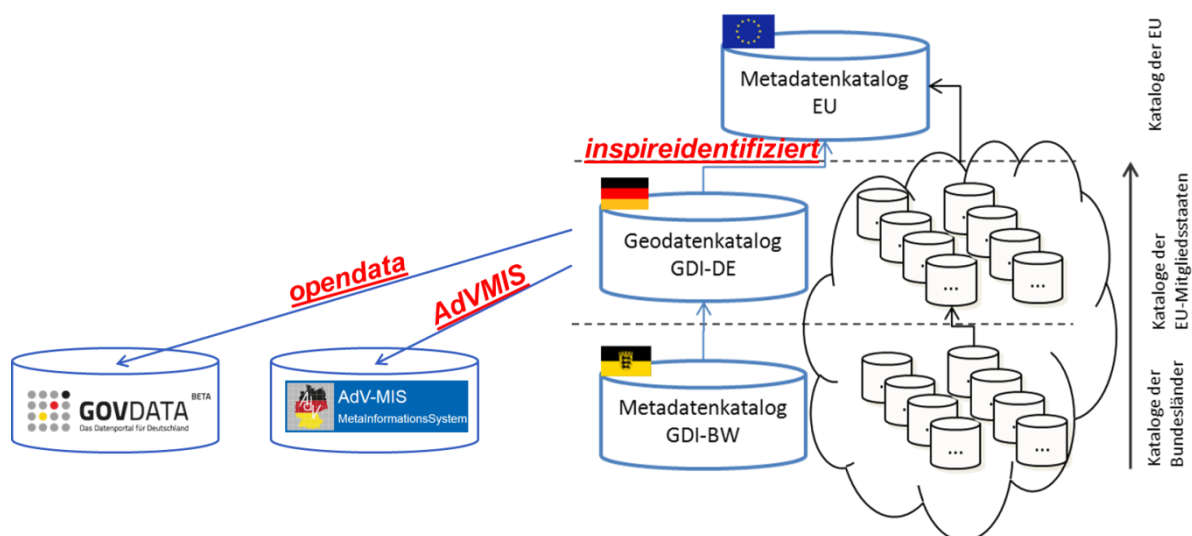 Metadatenkatalog
EU
inspireidentifiziert
Geodatenkatalog
GDI-DE
opendata
AdVMIS
Metadatenkatalog
GDI-BW
GOVDATA
BETA
Das Datenportal für Deutschland
AdV
AdV-MIS
MetaInformationsSystem
...
...
...
...
Katalog der EU
Kataloge der
EU-Mitgliedsstaaten
Kataloge der
Bundesländer